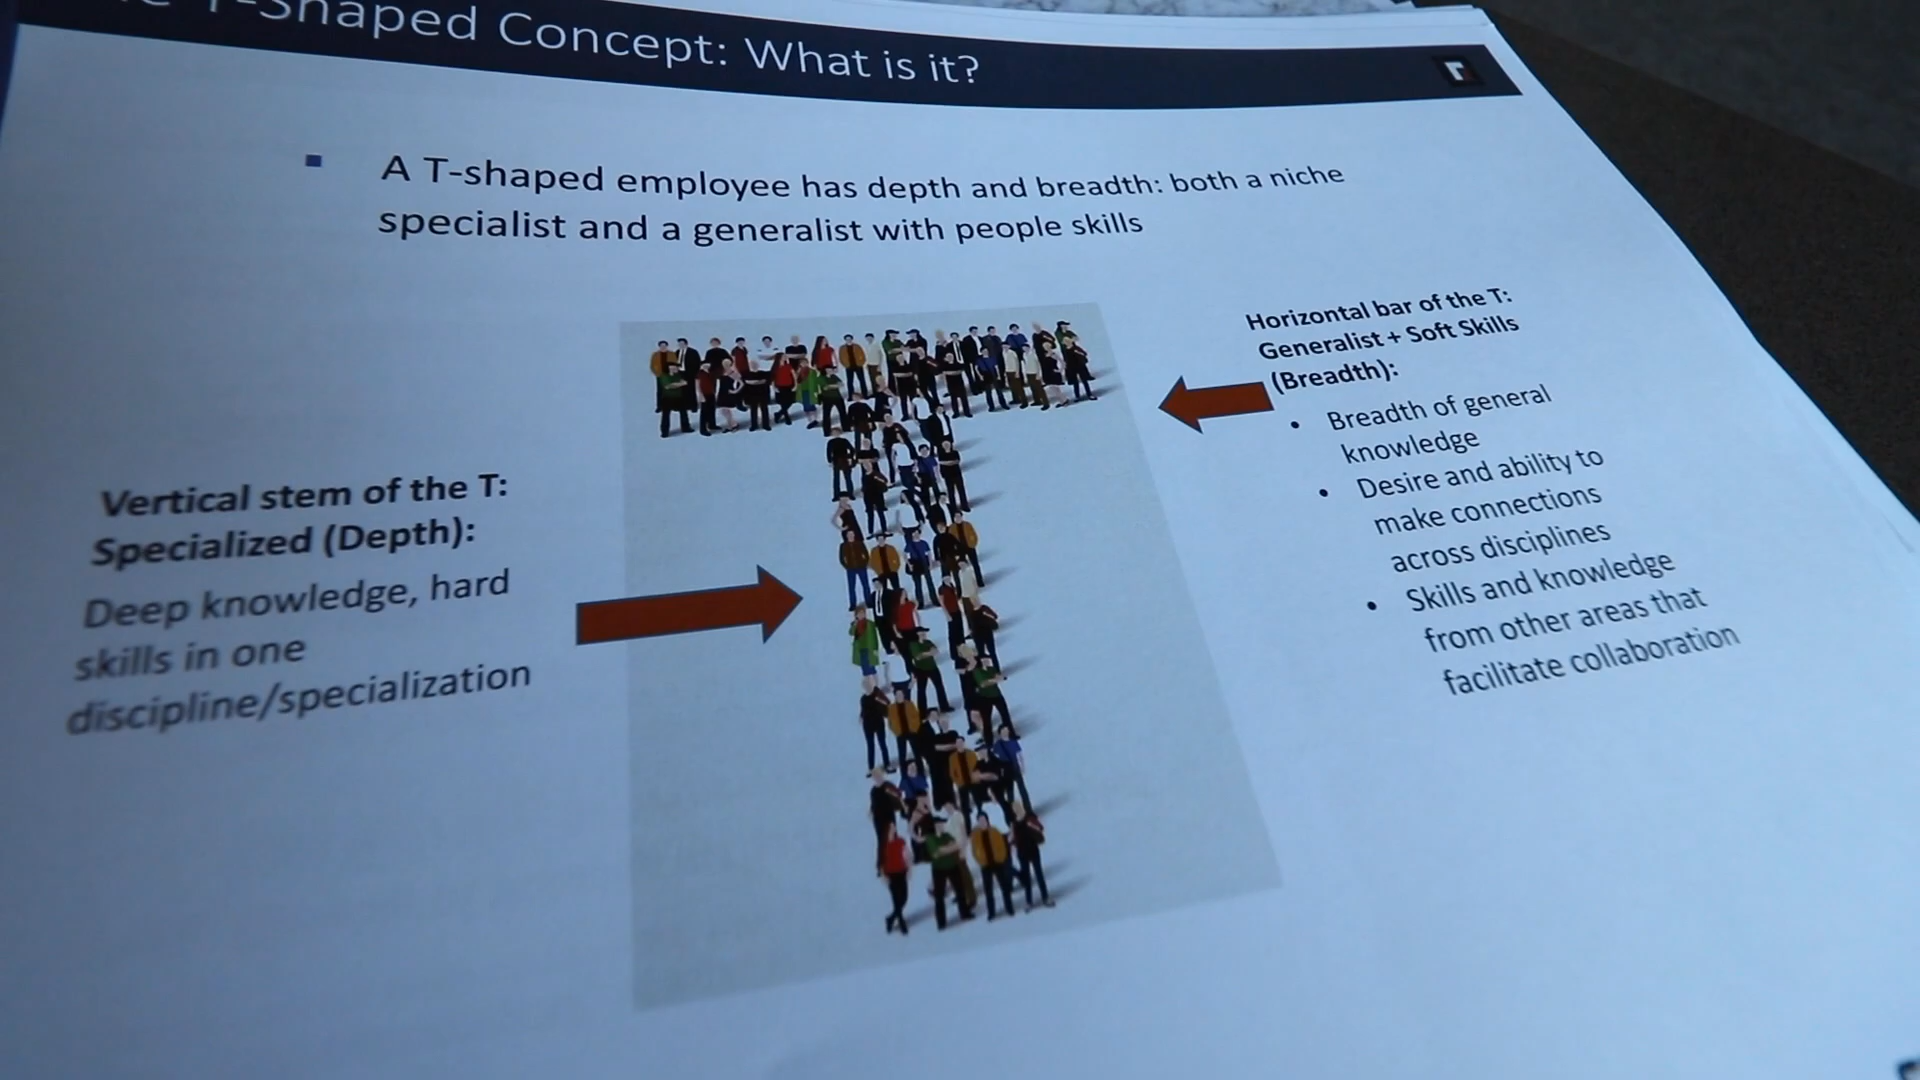 T-Shaped Concept: What is it?
A T-shaped employee has depth and breadth: both a niche
specialist and a generalist with people skills
Vertical stem of the T:
Specialized (Depth):
Deep knowledge, hard
skills in one
discipline/specialization
Horizontal bar of the T:
Generalist + Soft Skills
(Breadth):
• Breadth of general
knowledge
• Desire and ability to
make connections
across disciplines
• Skills and knowledge
from other areas that
facilitate collaboration